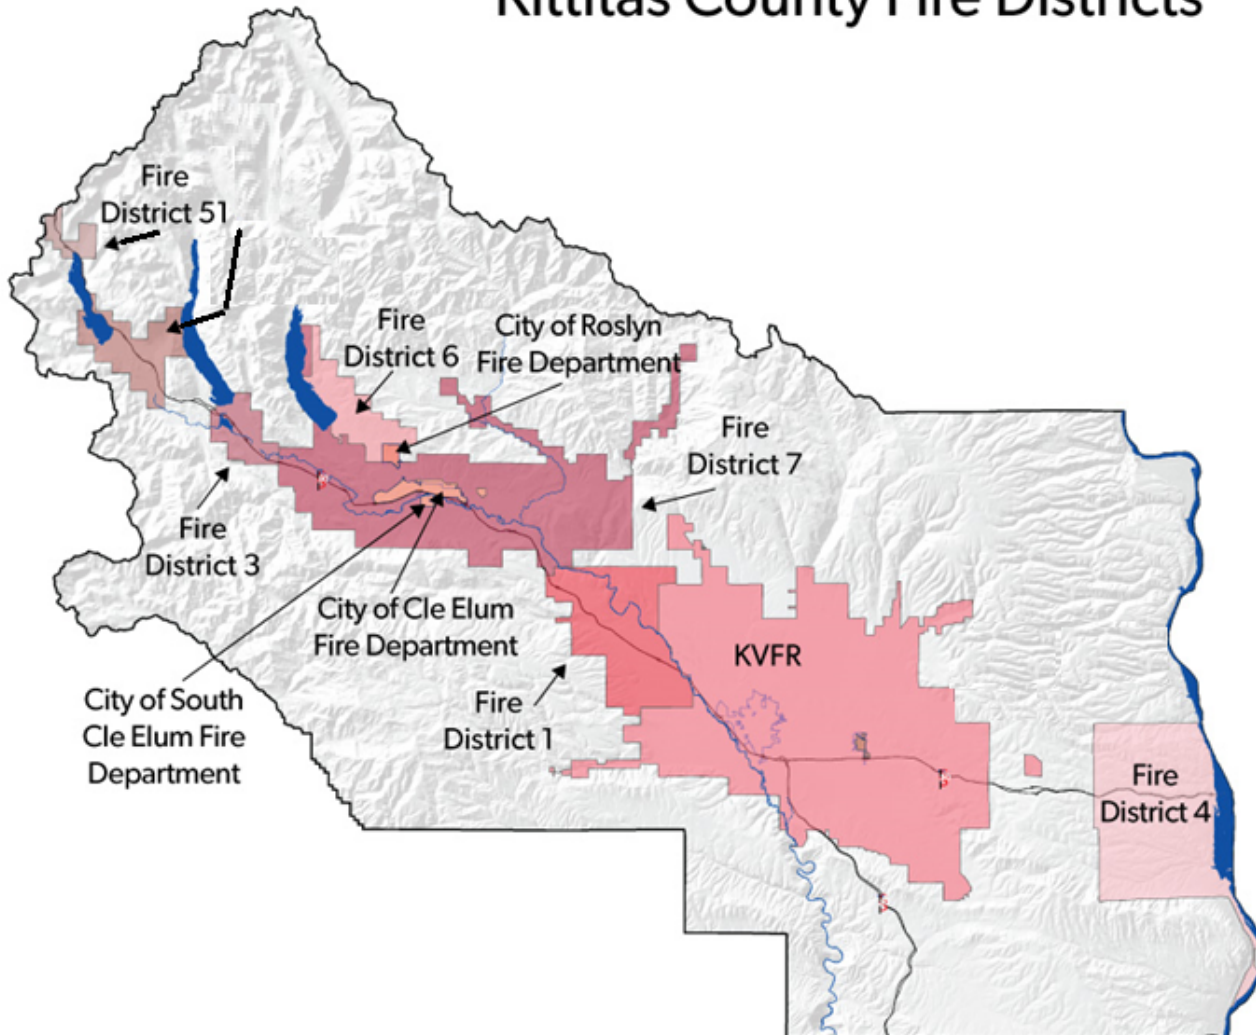 Kittitas County Fire Districts
Fire
District 51
Fire
District 6
City of Roslyn
Fire Department
Fire
District 7
Fire
District 3
City of Cle Elum
Fire Department
KVFR
City of South
Cle Elum Fire
Department
Fire
District 1
Fire
District 4